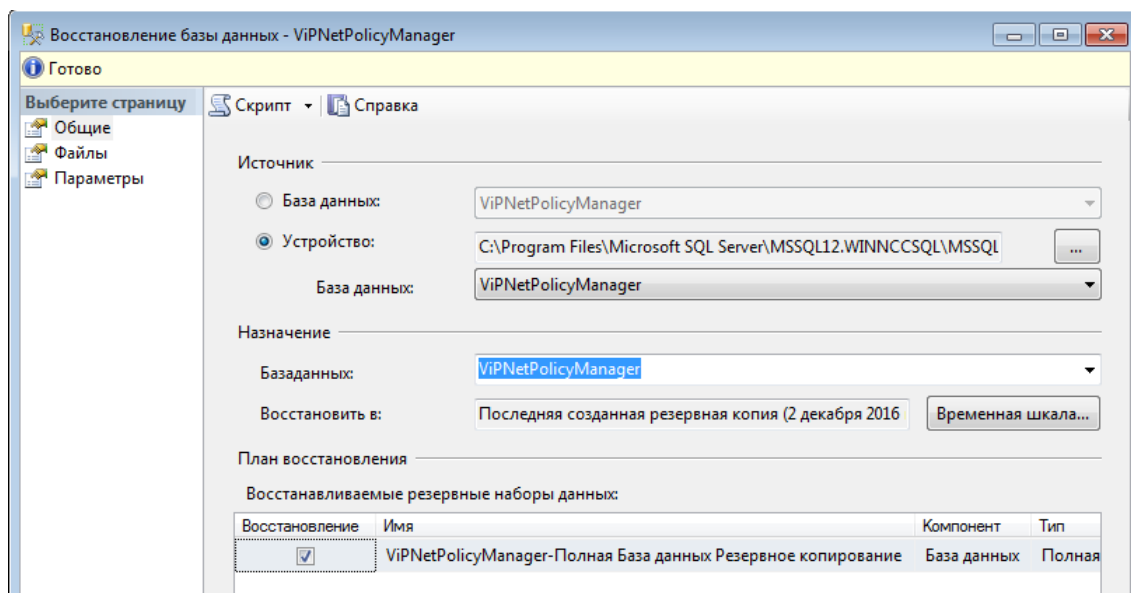 Восстановление базы данных - ViPNetPolicyManager
Готово
Выберите страницу
Общие
Файлы
Параметры
Скрипт
Справка
Источник
База данных:
ViPNetPolicyManager
Устройство:
C:\Program Files\Microsoft SQL Server\MSSQL12.WINNCCSQL\MSSQL
...
База данных:
ViPNetPolicyManager
Назначение
Базаданных:
ViPNetPolicyManager
Восстановить в:
Последняя созданная резервная копия (2 декабря 2016
Временная шкала...
План восстановления
Восстанавливаемые резервные наборы данных:
Восстановление Имя Компонент Тип
ViPNetPolicyManager-Полная База данных Резервное копирование База данных Полная